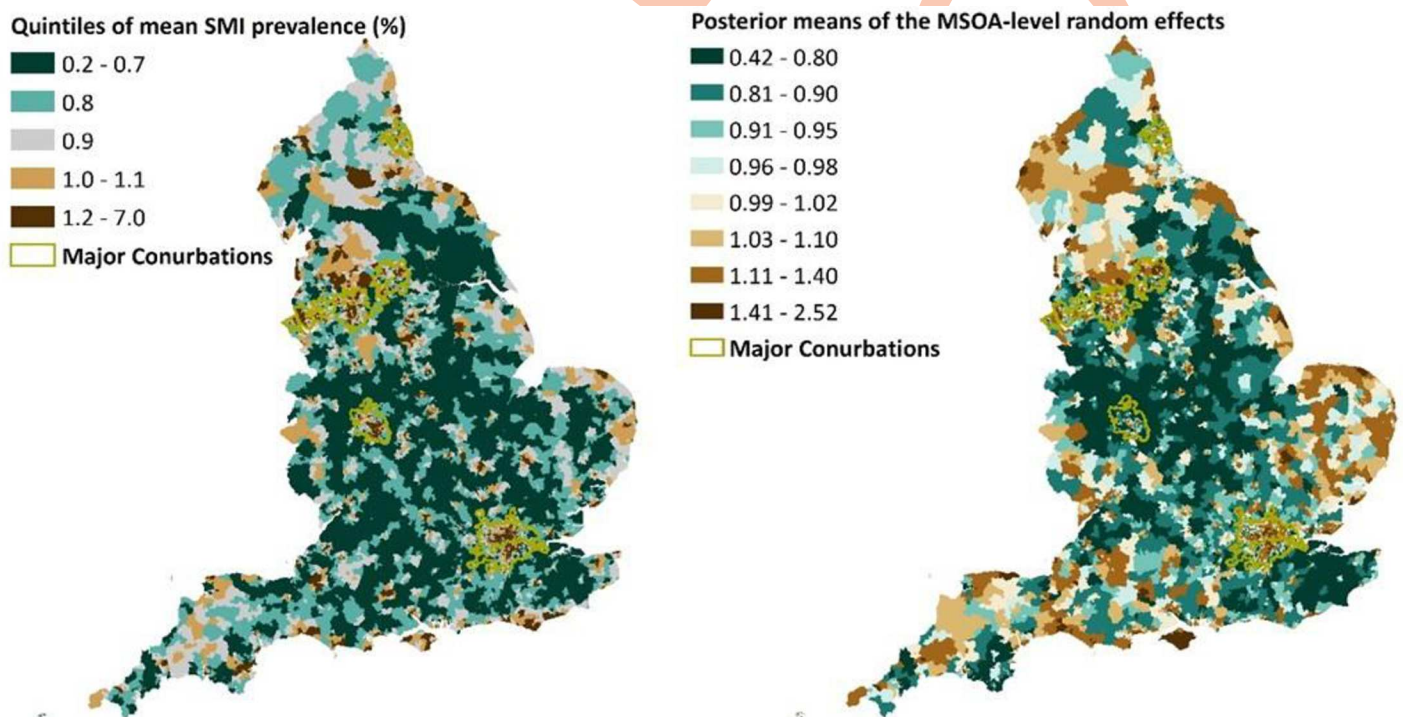 Quintiles of mean SMI prevalence (%)
0.2 - 0.7
0.8
0.9
1.0 - 1.1
1.2 - 7.0
Major Conurbations
Posterior means of the MSOA-level random effects
0.42 - 0.80
0.81 - 0.90
0.91 - 0.95
0.96 - 0.98
0.99 - 1.02
1.03 - 1.10
1.11 - 1.40
1.41 - 2.52
Major Conurbations